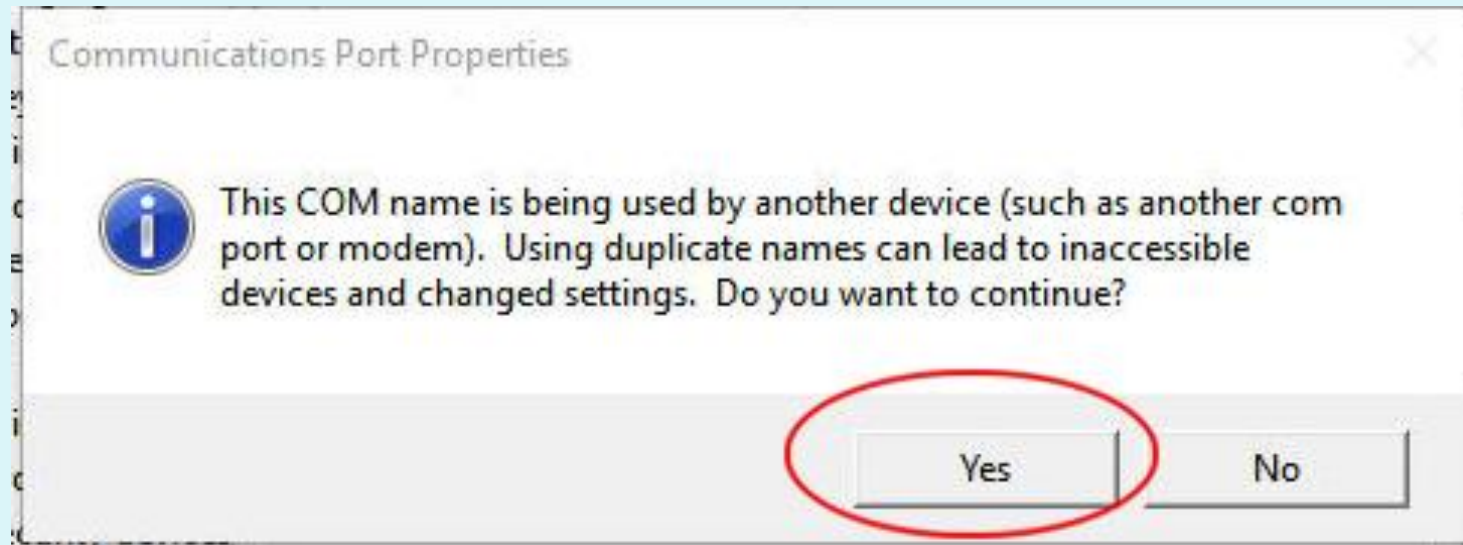 Communications Port Properties
This COM name is being used by another device (such as another com
port or modem). Using duplicate names can lead to inaccessible
devices and changed settings. Do you want to continue?
Yes
No